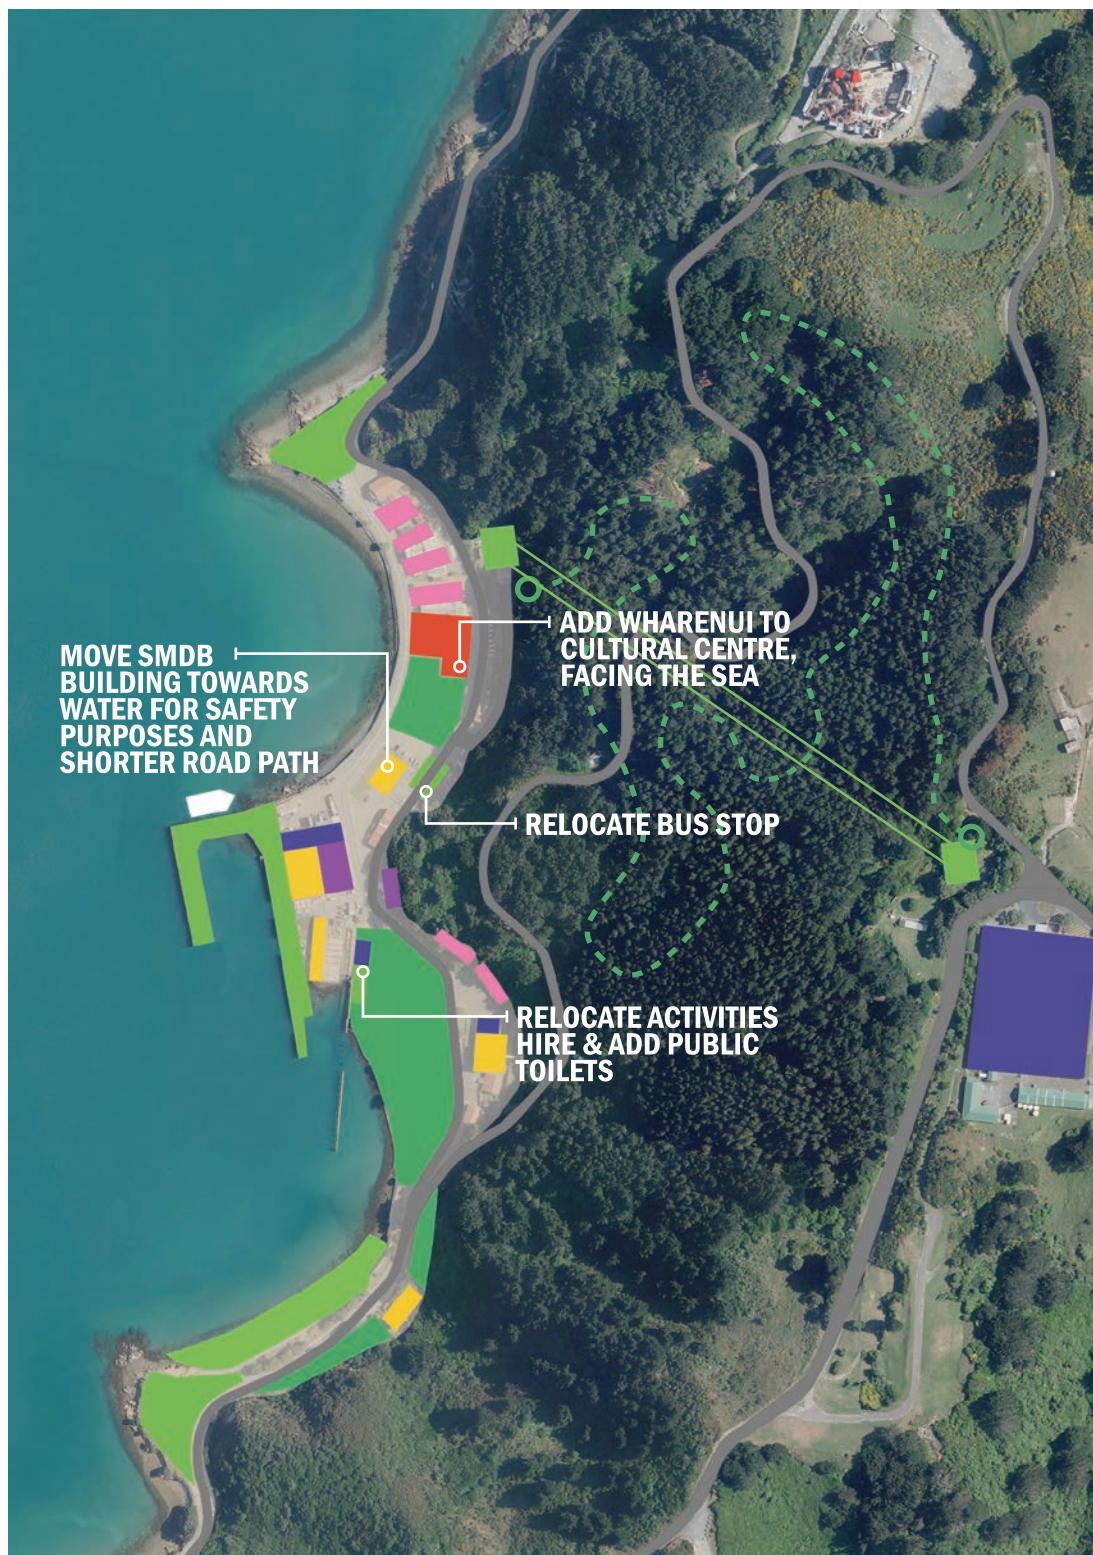 ADD WHARENUI TO
CULTURAL CENTRE,
FACING THE SEA
MOVE SMDB
BUILDING TOWARDS
WATER FOR SAFETY
PURPOSES AND
SHORTER ROAD PATH
RELOCATE BUS STOP
RELOCATE ACTIVITIES
HIRE & ADD PUBLIC
TOILETS